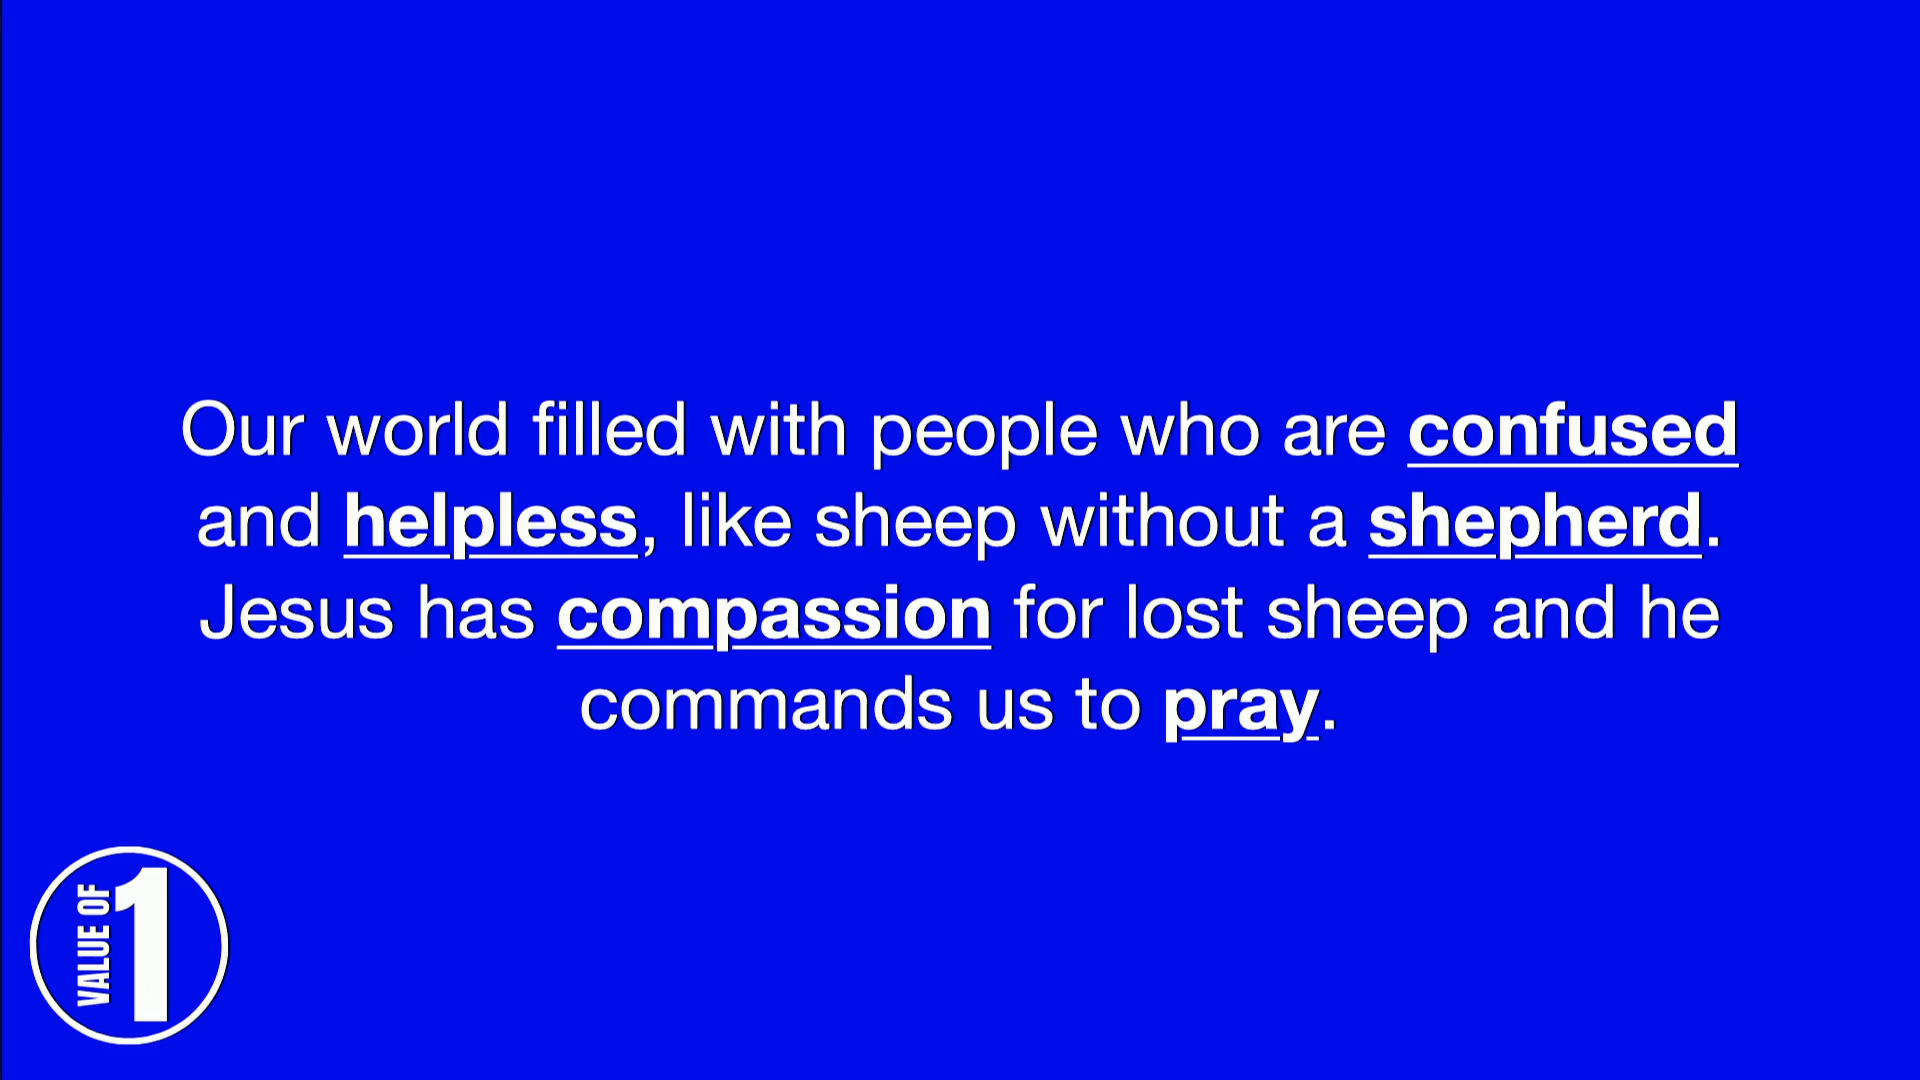 Our world filled with people who are confused
and helpless, like sheep without a shepherd.
Jesus has compassion for lost sheep and he
commands us to pray.
VALUE OF
1